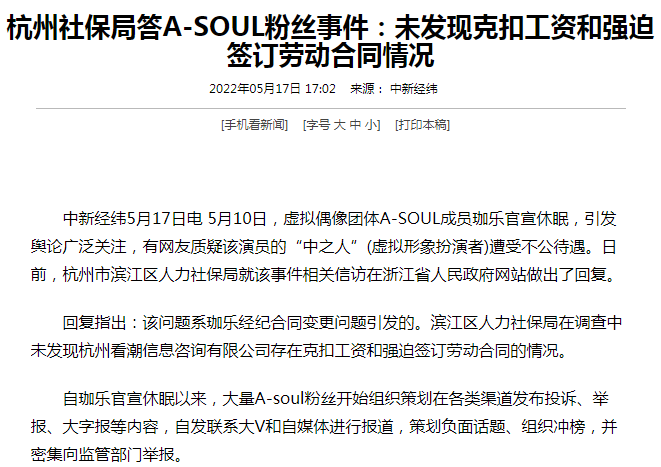 杭州社保局答A-SOUL粉丝事件：未发现克扣工资和强迫
签订劳动合同情况
2022年05月17日 17:02 来源： 中新经纬
[手机看新闻] [字号 大 中 小] [打印本稿]
中新经纬5月17日电 5月10日，虚拟偶像团体A-SOUL成员珈乐官宣休眠，引发
舆论广泛关注，有网友质疑该演员的“中之人”(虚拟形象扮演者)遭受不公待遇。日
前，杭州市滨江区人力社保局就该事件相关信访在浙江省人民政府网站做出了回复。
回复指出：该问题系珈乐经纪合同变更问题引发的。滨江区人力社保局在调查中
未发现杭州看潮信息咨询有限公司存在克扣工资和强迫签订劳动合同的情况。
自珈乐官宣休眠以来，大量A-soul粉丝开始组织策划在各类渠道发布投诉、举
报、大字报等内容，自发联系大V和自媒体进行报道，策划负面话题、组织冲榜，并
密集向监管部门举报。